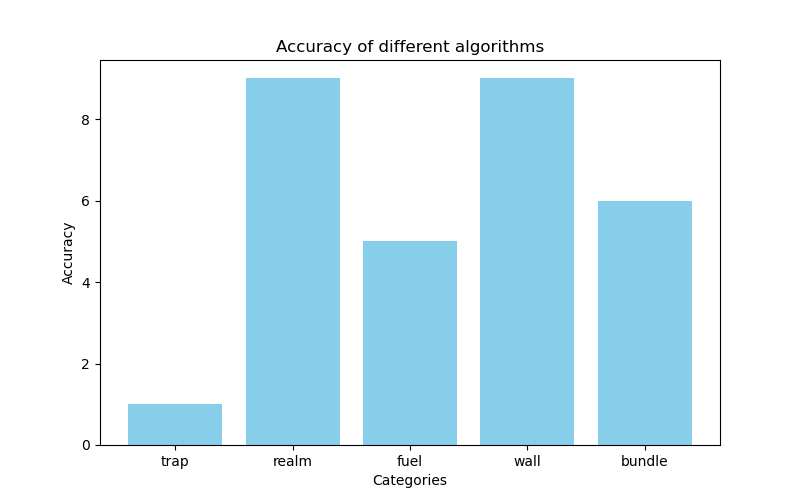 Accuracy of different algorithms
Accuracy
8
6
4
2
0
trap realm fuel wall bundle
Categories